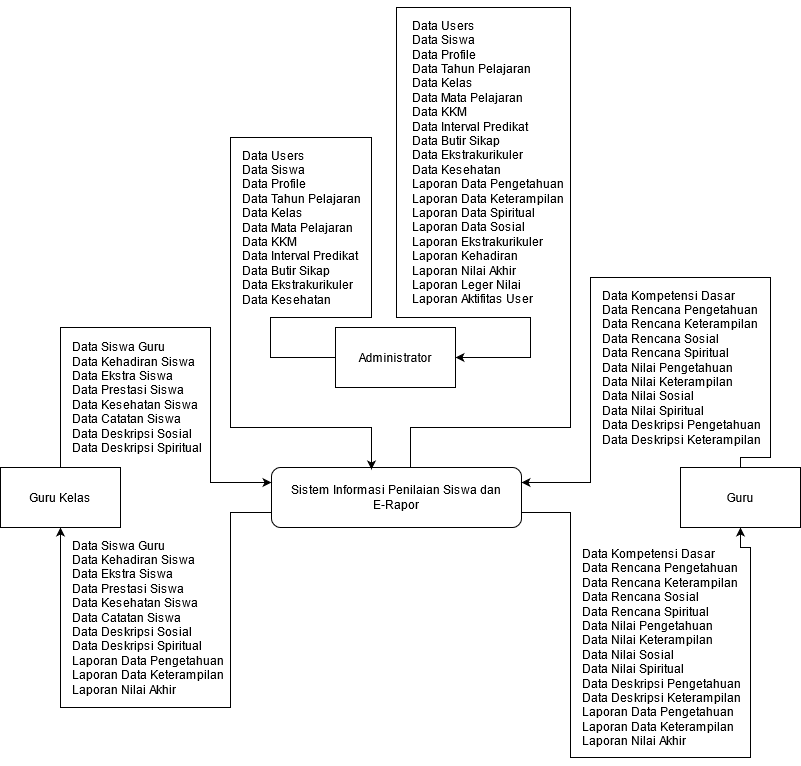 Data Users
Data Siswa
Data Profile
Data Tahun Pelajaran
Data Kelas
Data Mata Pelajaran
Data KKM
Data Interval Predikat
Data Butir Sikap
Data Ekstrakurikuler
Data Kesehatan
Laporan Data Pengetahuan
Laporan Data Keterampilan
Laporan Data Spiritual
Laporan Data Sosial
Laporan Ekstrakurikuler
Laporan Kehadiran
Laporan Nilai Akhir
Laporan Leger Nilai
Laporan Aktifitas User
Data Users
Data Siswa
Data Profile
Data Tahun Pelajaran
Data Kelas
Data Mata Pelajaran
Data KKM
Data Interval Predikat
Data Butir Sikap
Data Ekstrakurikuler
Data Kesehatan
Administrator
Data Siswa Guru
Data Kehadiran Siswa
Data Ekstra Siswa
Data Prestasi Siswa
Data Kesehatan Siswa
Data Catatan Siswa
Data Deskripsi Sosial
Data Deskripsi Spiritual
Data Kompetensi Dasar
Data Rencana Pengetahuan
Data Rencana Keterampilan
Data Rencana Sosial
Data Rencana Spiritual
Data Nilai Pengetahuan
Data Nilai Keterampilan
Data Nilai Sosial
Data Nilai Spiritual
Data Deskripsi Pengetahuan
Data Deskripsi Keterampilan
Guru Kelas
Sistem Informasi Penilaian Siswa dan
E-Rapor
Guru
Data Siswa Guru
Data Kehadiran Siswa
Data Ekstra Siswa
Data Prestasi Siswa
Data Kesehatan Siswa
Data Catatan Siswa
Data Deskripsi Sosial
Data Deskripsi Spiritual
Laporan Data Pengetahuan
Laporan Data Keterampilan
Laporan Nilai Akhir
Data Kompetensi Dasar
Data Rencana Pengetahuan
Data Rencana Keterampilan
Data Rencana Sosial
Data Rencana Spiritual
Data Nilai Pengetahuan
Data Nilai Keterampilan
Data Nilai Sosial
Data Nilai Spiritual
Data Deskripsi Pengetahuan
Data Deskripsi Keterampilan
Laporan Data Pengetahuan
Laporan Data Keterampilan
Laporan Nilai Akhir